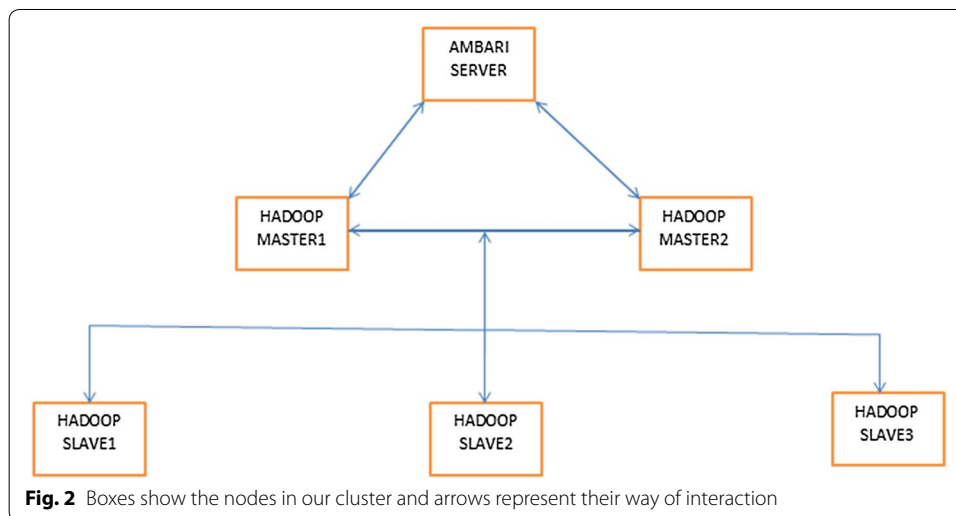 AMBARI
SERVER
HADOOP
MASTER1
HADOOP
MASTER2
HADOOP
SLAVE1
HADOOP
SLAVE2
HADOOP
SLAVE3
Fig. 2 Boxes show the nodes in our cluster and arrows represent their way of interaction